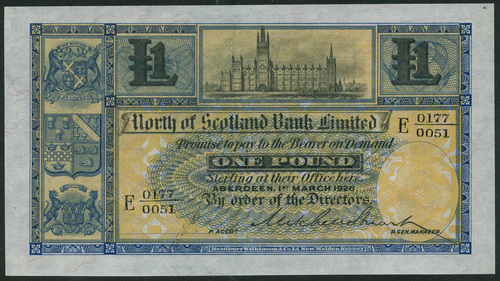 £1 £1
North of Scotland Bank Limited
Promise to pay to the Bearer on Demand
E 0177
0051
ONE POUND
Sterling at their Office here
ABERDEEN, 1ST MARCH 1926
E 0177
0051
By order of the Directors.
P. ACCOT.
P. GEN. MANAGER.
Bradbury Wilkinson & Co. Ld. New Malden, Surrey.